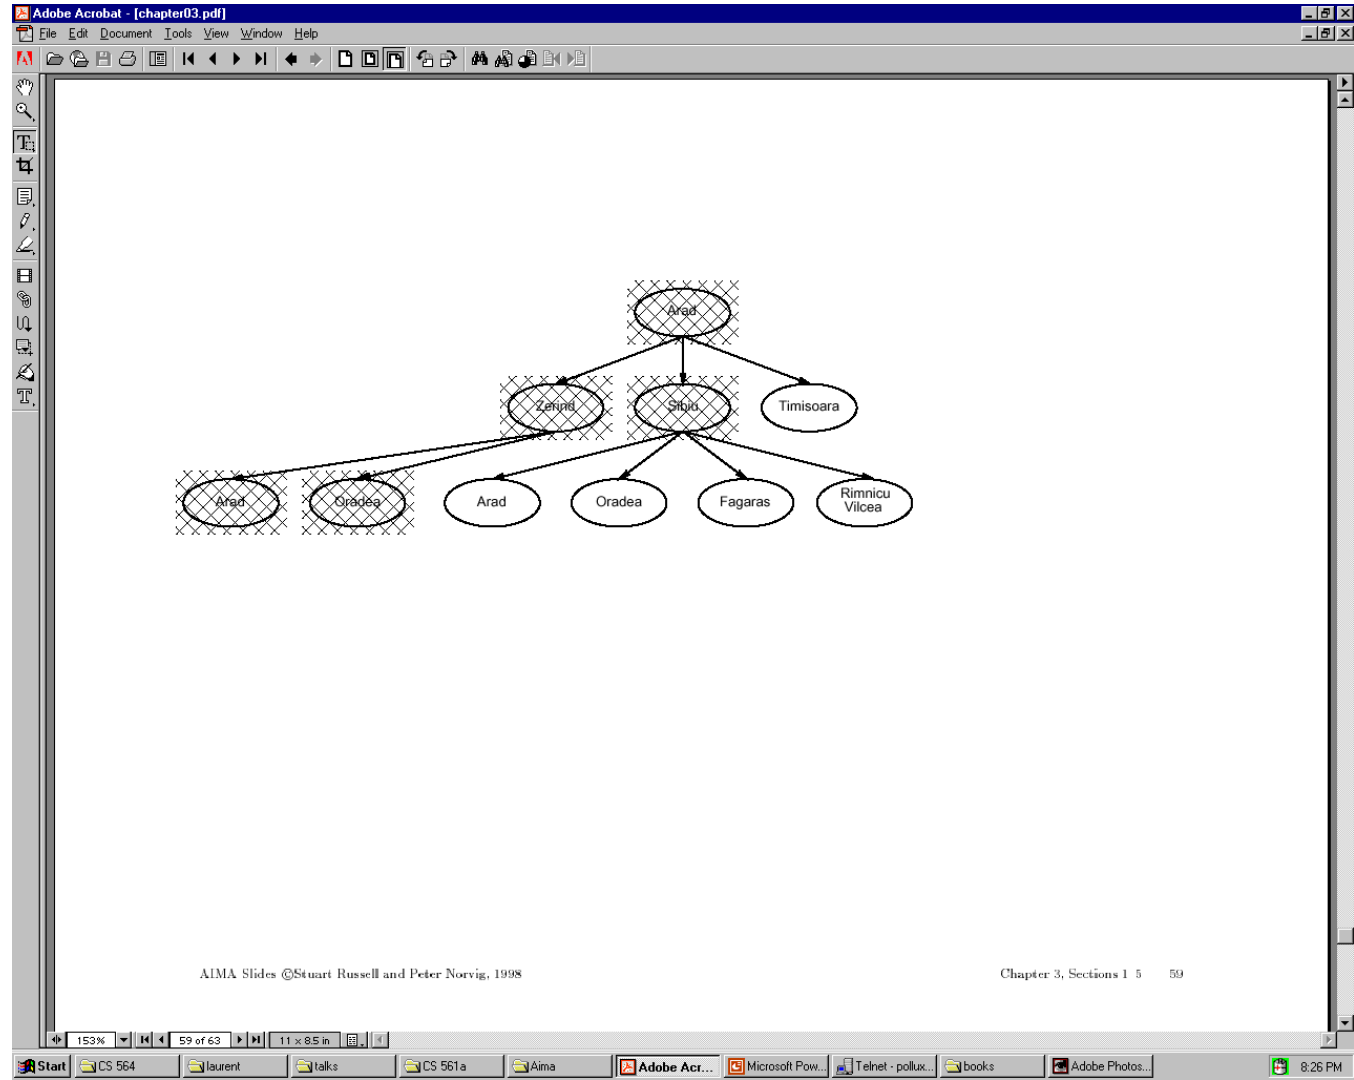 Adobe Acrobat - [chapter03.pdf]
File Edit Document Tools View Window Help
Arad
Zerind Sibiu Timisoara
Arad Oradea Arad Oradea Fagaras Rimnicu Vilcea
AIMA Slides ©Stuart Russell and Peter Norvig, 1998 Chapter 3, Sections 1 5 59
153% 59 of 63 11 x 8.5 in
Start CS 564 laurent talks CS 561a Aima Adobe Acr... Microsoft Pow... Telnet - pollux... books Adobe Photos... 8:26 PM